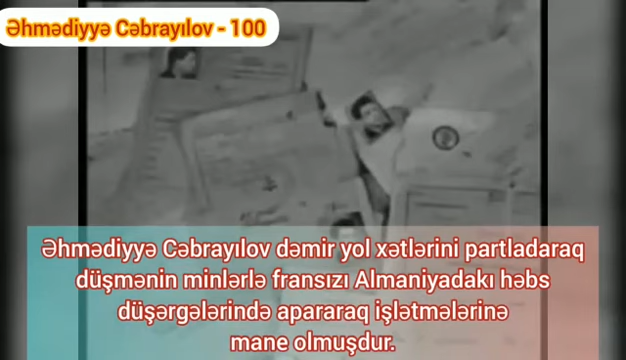 Əhmədiyyə Cəbrayılov - 100
Əhmədiyyə Cəbrayılov dəmir yol xətlərini partladaraq
düşmənin minlərlə fransızı Almaniyadakı həbs
düşərgələrində apararaq işlətmələrinə
mane olmuşdur.